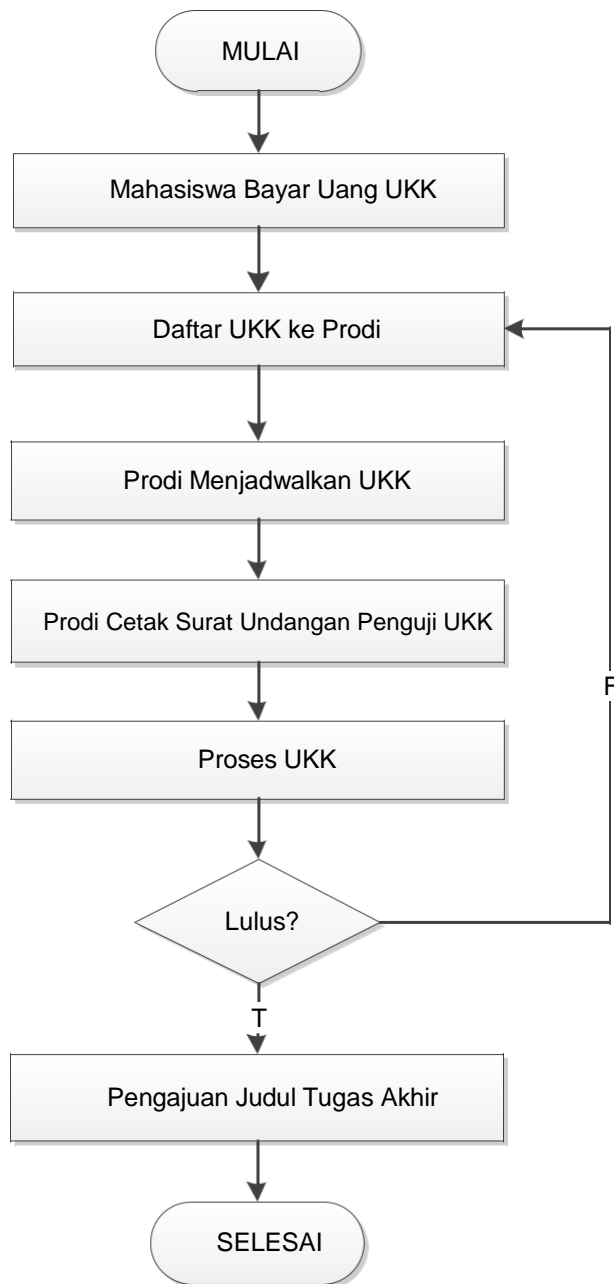 MULAI
Mahasiswa Bayar Uang UKK
Daftar UKK ke Prodi
Prodi Menjadwalkan UKK
Prodi Cetak Surat Undangan Penguji UKK
F
Proses UKK
Lulus?
T
Pengajuan Judul Tugas Akhir
SELESAI